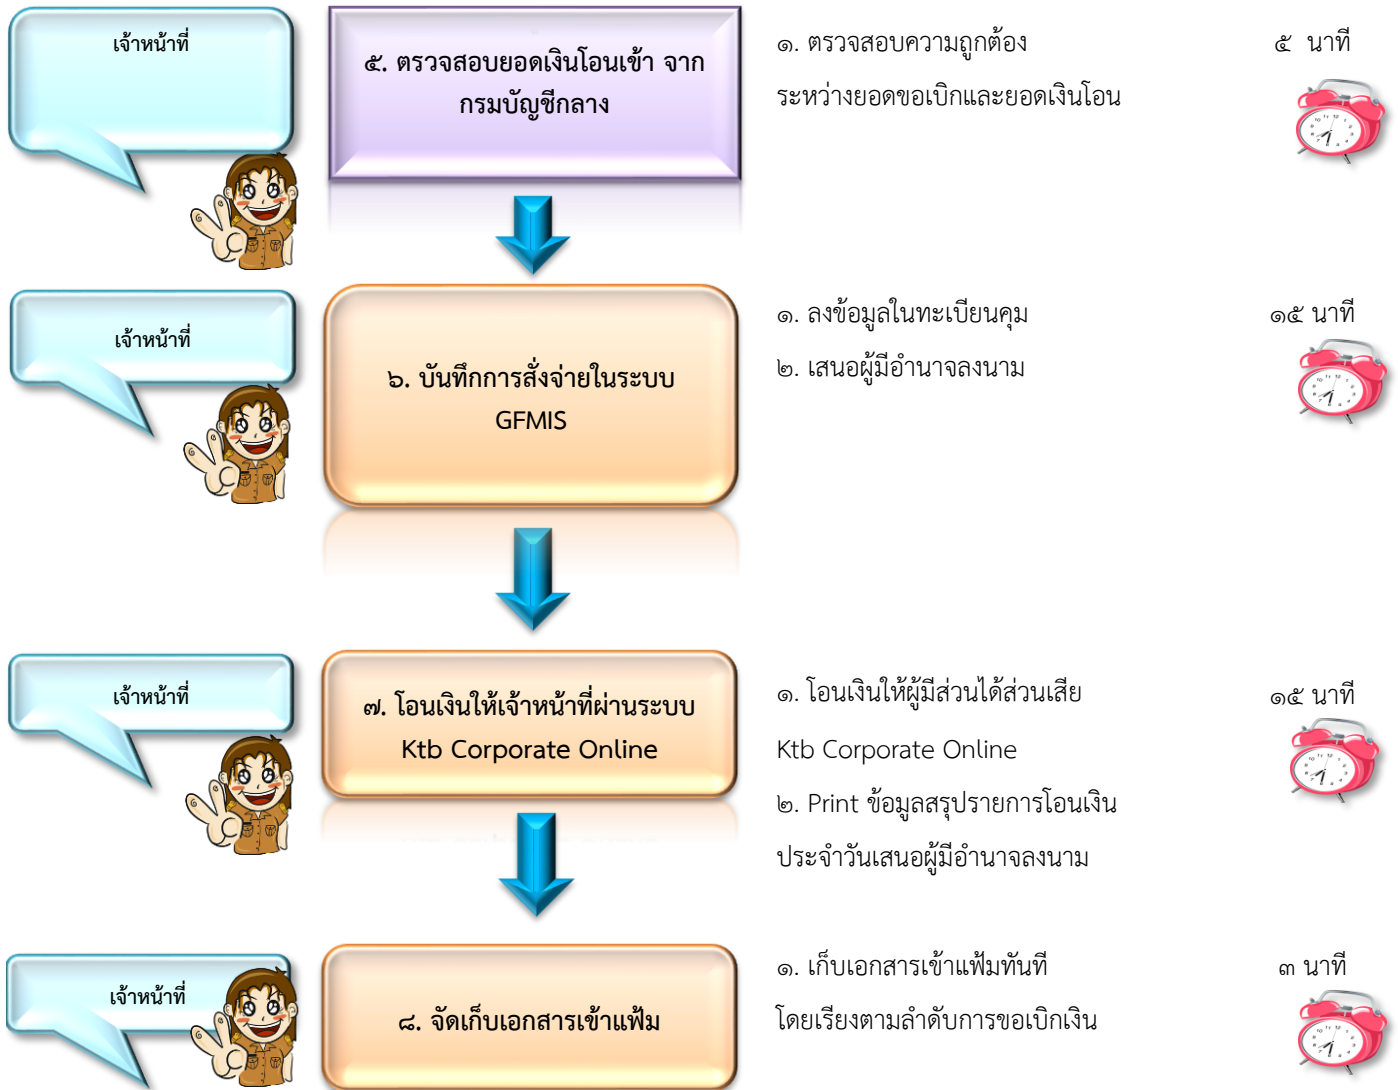 เจ้าหน้าที่
๕. ตรวจสอบยอดเงินโอนเข้า จาก
กรมบัญชีกลาง
๑. ตรวจสอบความถูกต้อง
ระหว่างยอดขอเบิกและยอดเงินโอน
๕ นาที
เจ้าหน้าที่
๖. บันทึกการสั่งจ่ายในระบบ
GFMIS
๑. ลงข้อมูลในทะเบียนคุม
๒. เสนอผู้มีอำนาจลงนาม
๑๕ นาที
เจ้าหน้าที่
๗. โอนเงินให้เจ้าหน้าที่ผ่านระบบ
Ktb Corporate Online
๑. โอนเงินให้ผู้มีส่วนได้ส่วนเสีย
Ktb Corporate Online
๒. Print ข้อมูลสรุปรายการโอนเงิน
ประจำวันเสนอผู้มีอำนาจลงนาม
๑๕ นาที
เจ้าหน้าที่
๘. จัดเก็บเอกสารเข้าแฟ้ม
๑. เก็บเอกสารเข้าแฟ้มทันที
โดยเรียงตามลำดับการขอเบิกเงิน
๓ นาที